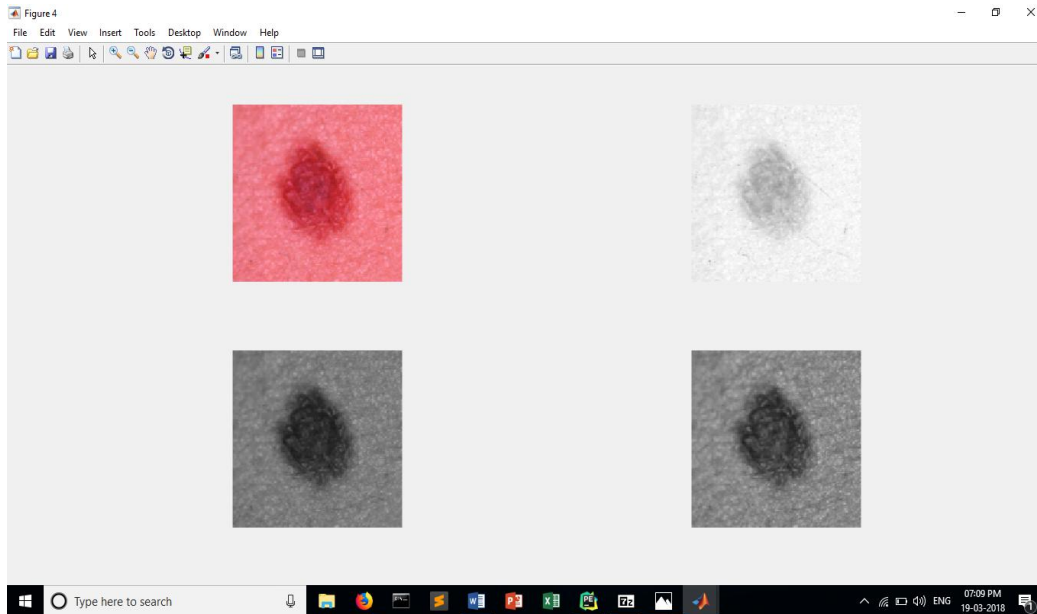 Figure 4
File Edit View Insert Tools Desktop Window Help
Type here to search
ENG
07:09 PM
19-03-2018